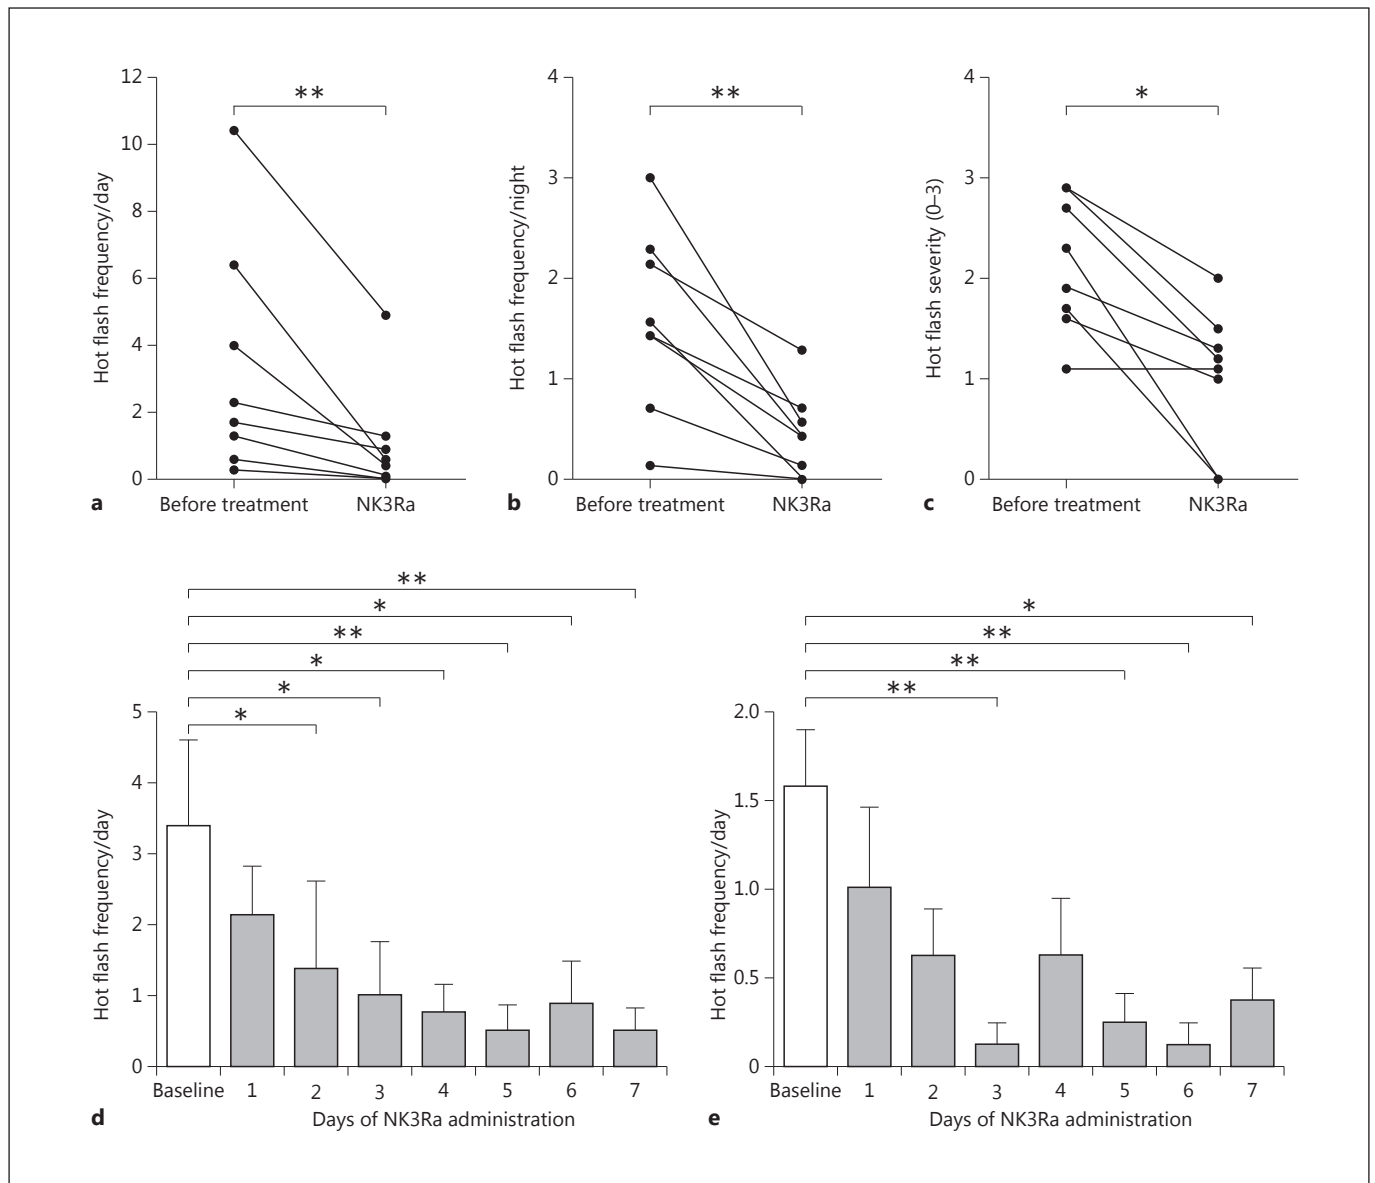 **
12
10
8
6
4
2
0
Hot flash frequency/day
Before treatment NK3Ra
a
**
4
3
2
1
0
Hot flash frequency/night
Before treatment NK3Ra
b
*
4
3
2
1
0
Hot flash severity (0–3)
Before treatment NK3Ra
c
**
*
**
*
*
*
5
4
3
2
1
0
Hot flash frequency/day
Baseline 1 2 3 4 5 6 7
Days of NK3Ra administration
d
*
**
**
**
2.0
1.5
1.0
0.5
0
Hot flash frequency/day
Baseline 1 2 3 4 5 6 7
Days of NK3Ra administration
e